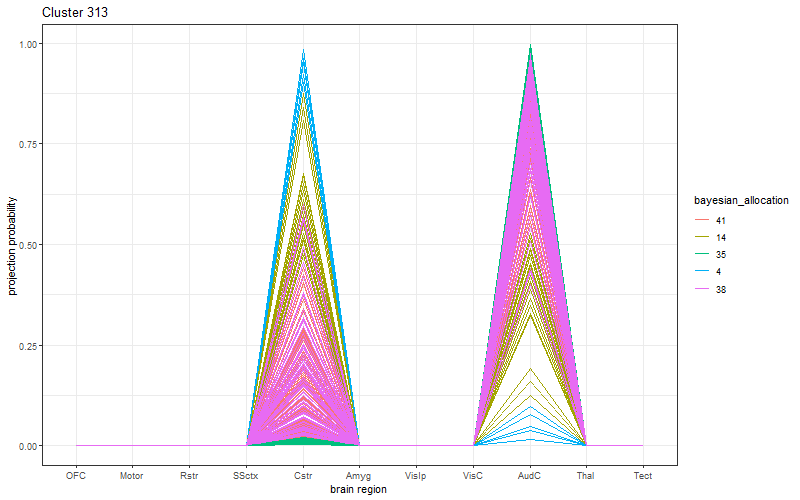 Cluster 313
1.00
0.75
0.50
0.25
0.00
projection probability
OFC Motor Rstr SSctx Cstr Amyg VisIp VisC AudC Thal Tect
brain region
bayesian_allocation
41
14
35
4
38